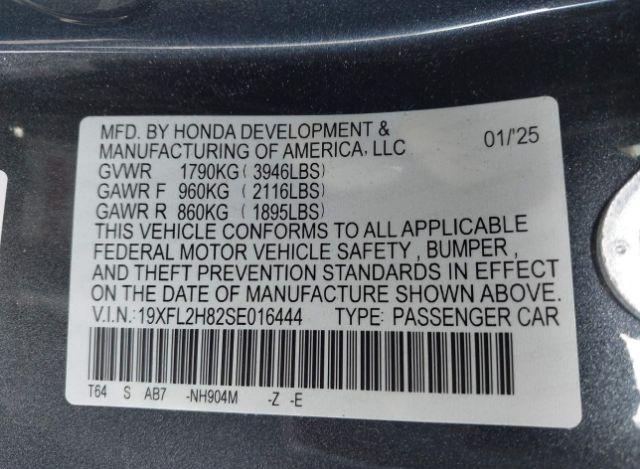 MFD. BY HONDA DEVELOPMENT &
MANUFACTURING OF AMERICA, LLC 01/'25
GVWR 1790KG ( 3946LBS)
GAWR F 960KG ( 2116LBS)
GAWR R 860KG ( 1895LBS)
THIS VEHICLE CONFORMS TO ALL APPLICABLE
FEDERAL MOTOR VEHICLE SAFETY , BUMPER ,
AND THEFT PREVENTION STANDARDS IN EFFECT
ON THE DATE OF MANUFACTURE SHOWN ABOVE.
V.I.N.:19XFL2H82SE016444 TYPE: PASSENGER CAR
T64 S AB7 -NH904M -Z -E